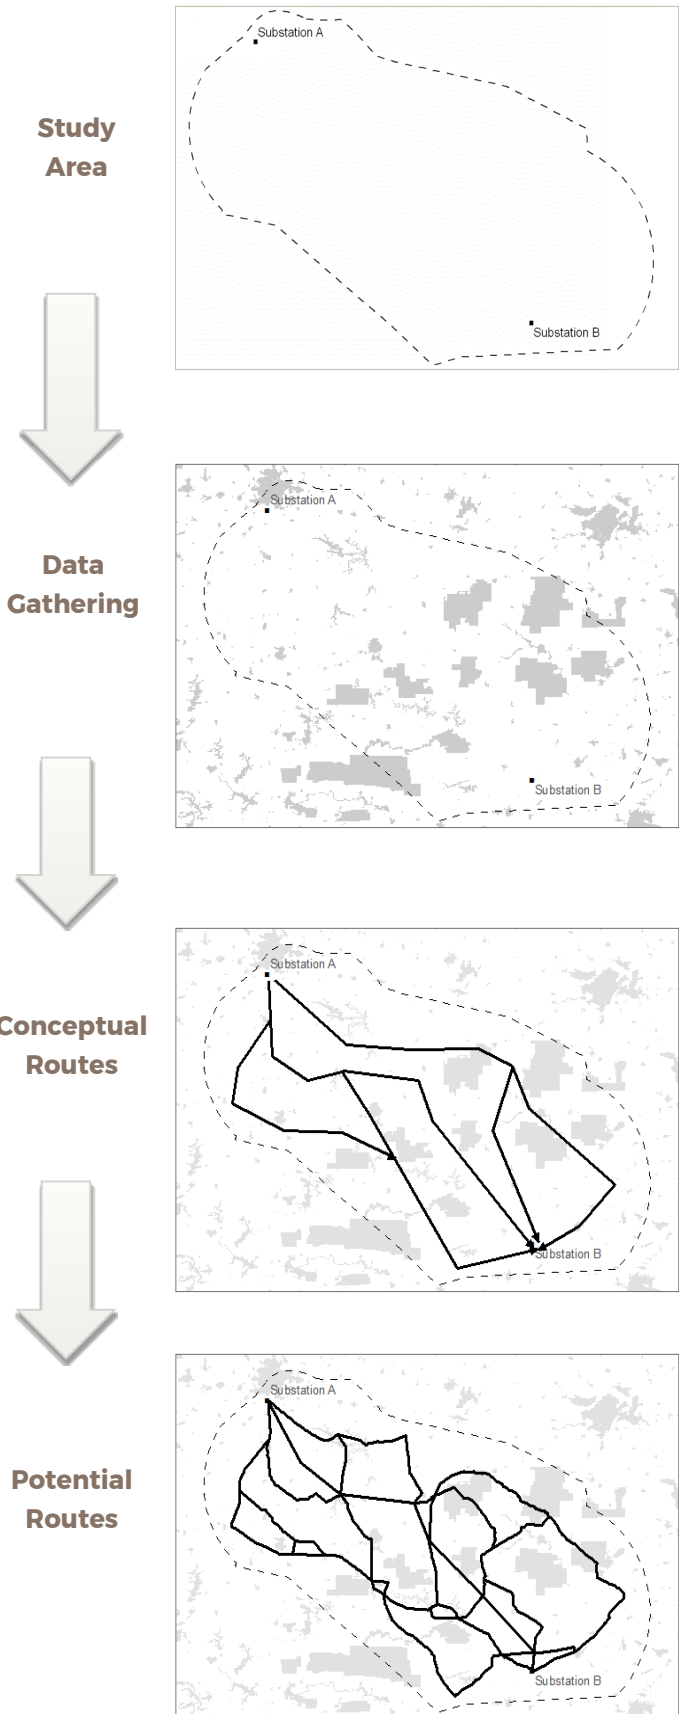 Study
Area
Substation A
Substation B
Data
Gathering
Substation A
Substation B
Conceptual
Routes
Substation A
Substation B
Potential
Routes
Substation A
Substation B